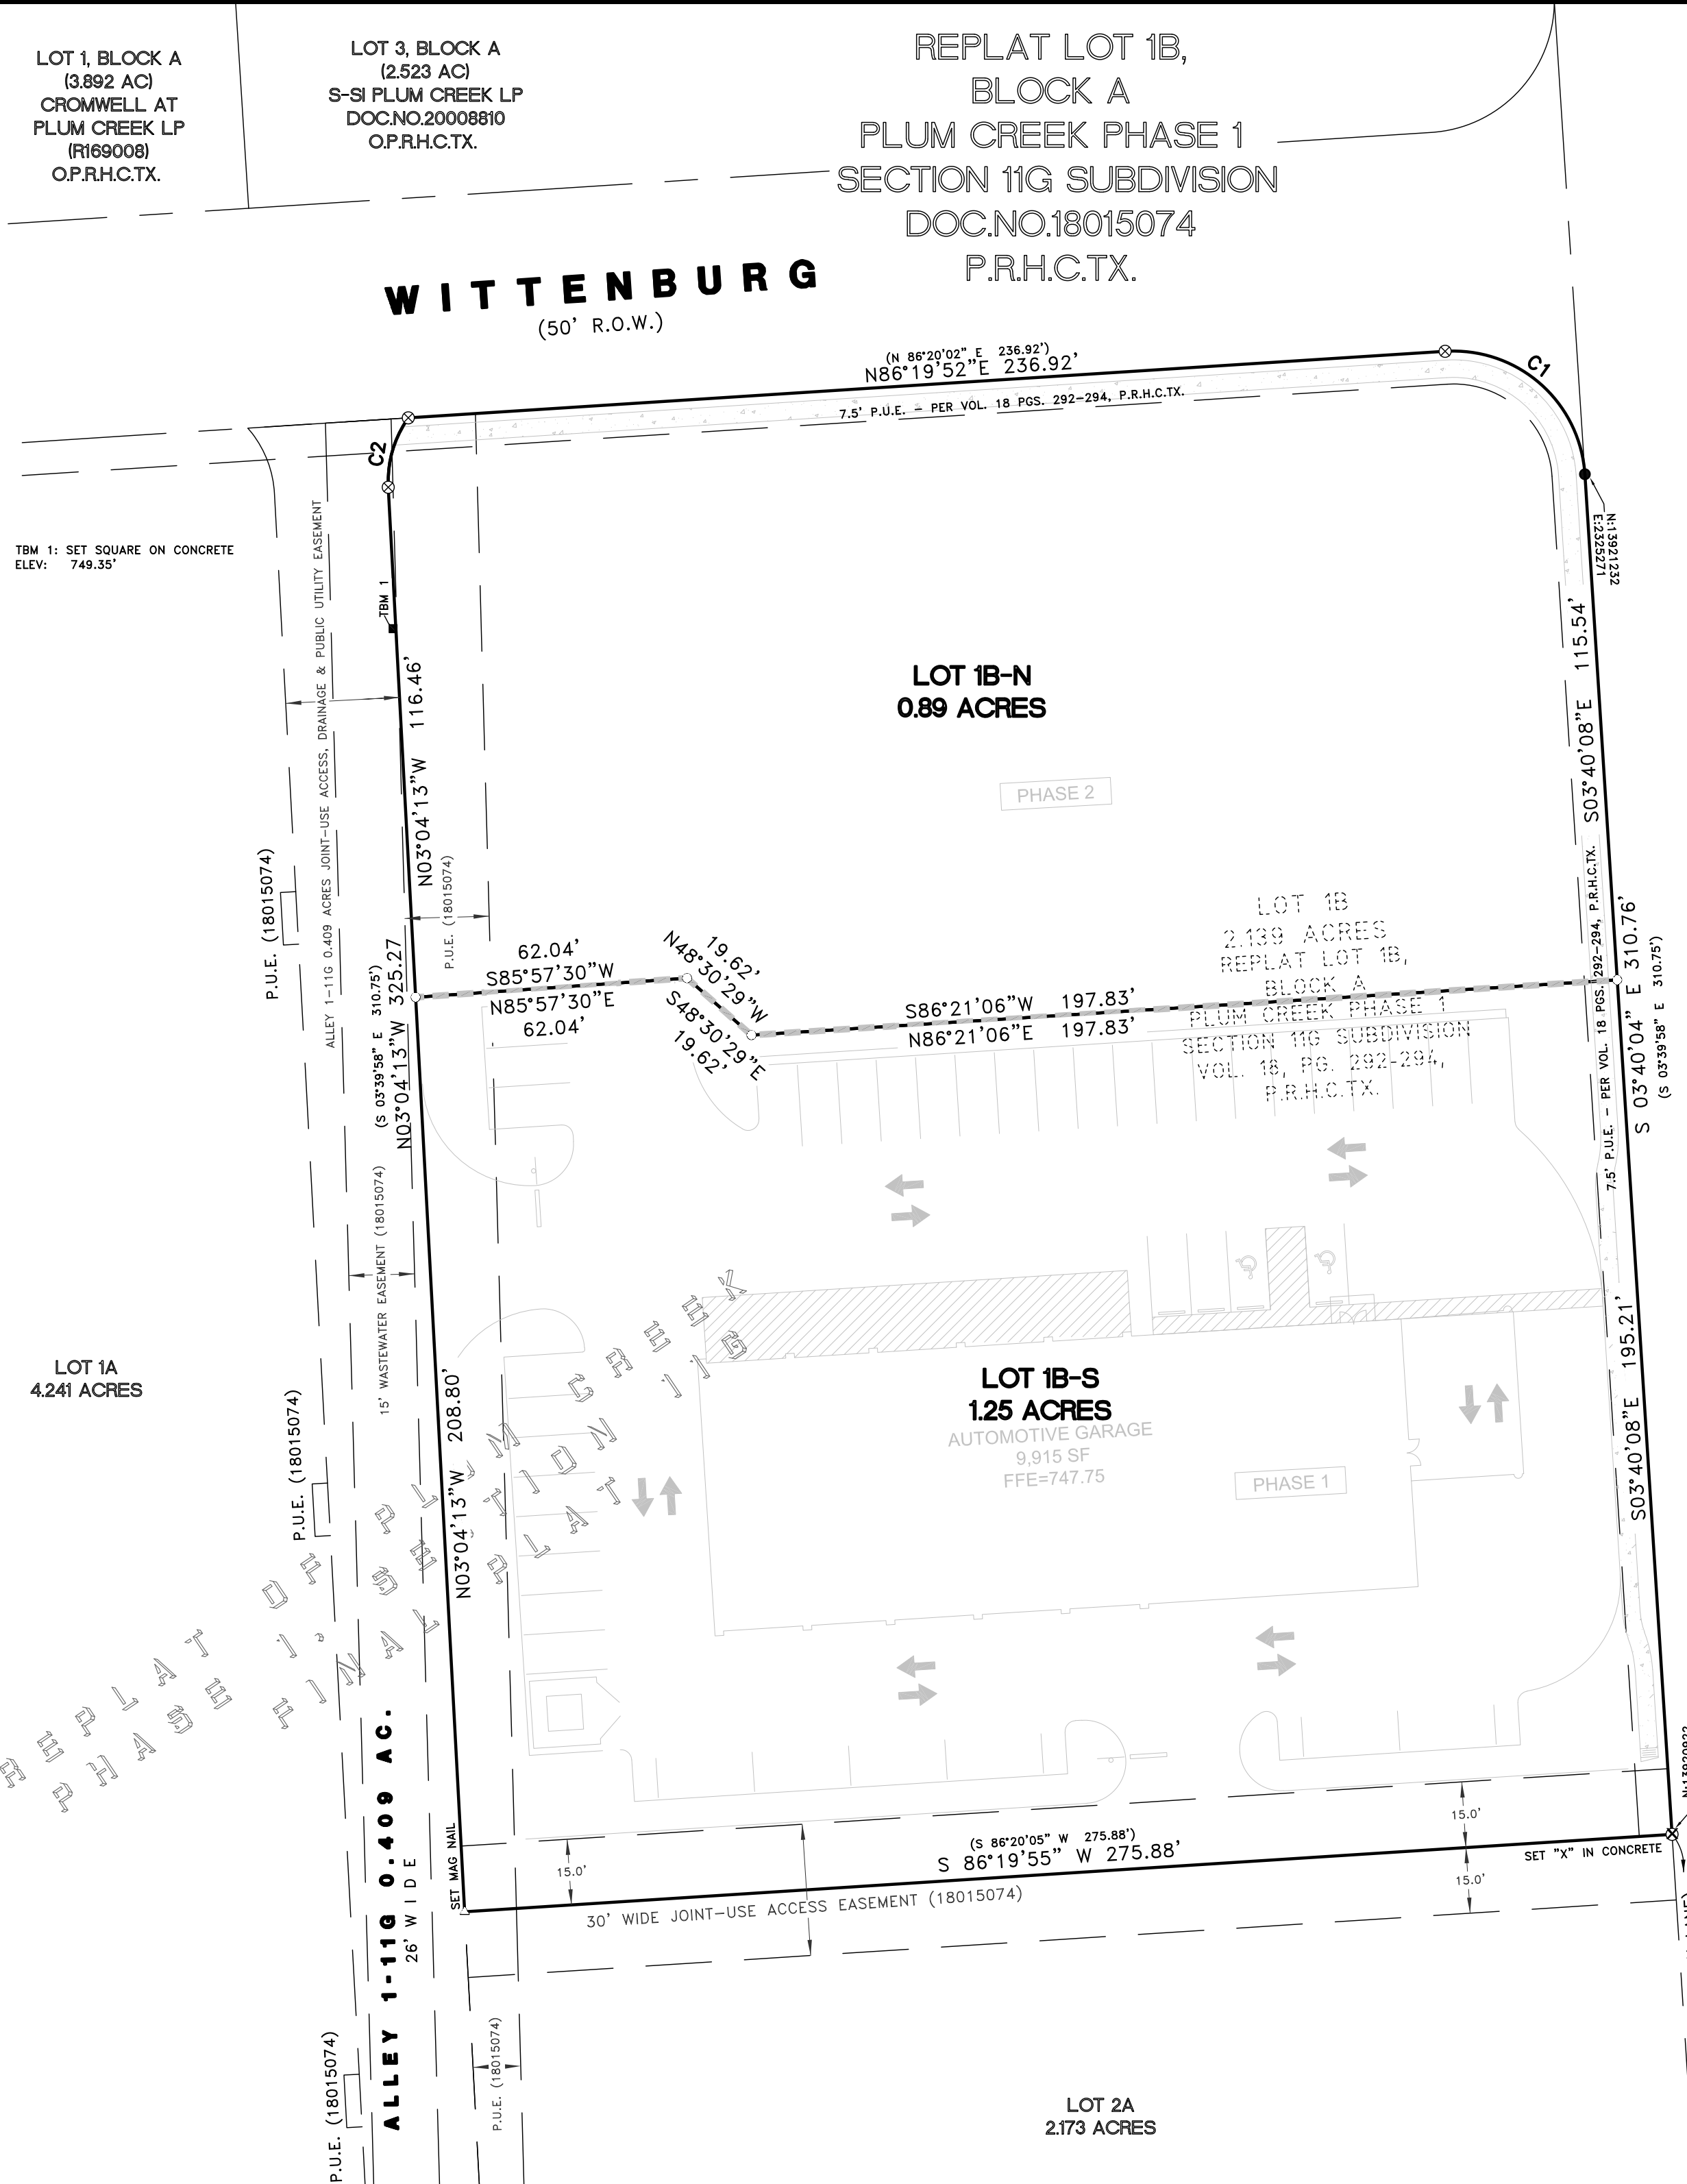 LOT 1, BLOCK A
(3.892 AC)
CROMWELL AT
PLUM CREEK LP
(R169008)
O.P.R.H.C.TX.
LOT 3, BLOCK A
(2.523 AC)
S-SI PLUM CREEK LP
DOC.NO.20008810
O.P.R.H.C.TX.
REPLAT LOT 1B,
BLOCK A
PLUM CREEK PHASE 1
SECTION 11G SUBDIVISION
DOC.NO.18015074
P.R.H.C.TX.
WITTENBURG
(50' R.O.W.)
(N 86°20'02" E 236.92')
N86°19'52"E 236.92'
7.5' P.U.E. - PER VOL. 18 PGS. 292-294, P.R.H.C.TX.
C1
C2
N:13921232
E:2325271
TBM 1: SET SQUARE ON CONCRETE
ELEV: 749.35'
TBM 1
ALLEY 1-11G 0.409 ACRES JOINT-USE ACCESS, DRAINAGE & PUBLIC UTILITY EASEMENT
N03°04'13"W 116.46'
S03°40'08"E 115.54'
LOT 1B-N
0.89 ACRES
PHASE 2
P.U.E. (18015074)
P.U.E. (18015074)
62.04'
S85°57'30"W
N85°57'30"E
62.04'
19.62'
N48°30'29"W
S48°30'29"E
19.62'
S86°21'06"W 197.83'
N86°21'06"E 197.83'
LOT 1B
2.139 ACRES
REPLAT LOT 1B,
BLOCK A
PLUM CREEK PHASE 1
SECTION 11G SUBDIVISION
VOL. 18, PG. 292-294,
P.R.H.C.TX.
7.5' P.U.E. - PER VOL. 18 PGS. 292-294, P.R.H.C.TX.
S 03°40'04" E 310.76'
(S 03°39'58" E 310.75')
(S 03°39'58" E 310.75')
N03°04'13"W 325.27
15' WASTEWATER EASEMENT (18015074)
LOT 1A
4.241 ACRES
P.U.E. (18015074)
N03°04'13"W 208.80'
LOT 1B-S
1.25 ACRES
AUTOMOTIVE GARAGE
9,915 SF
FFE=747.75
PHASE 1
S03°40'08"E 195.21'
REPLAT OF PLUM CREEK
PHASE 1, SECTION 11G
FINAL PLAT
ALLEY 1-11G 0.409 AC.
26' WIDE
SET MAG NAIL
15.0'
(S 86°20'05" W 275.88')
S 86°19'55" W 275.88'
15.0'
15.0'
SET "X" IN CONCRETE
N:13920922
30' WIDE JOINT-USE ACCESS EASEMENT (18015074)
P.U.E. (18015074)
P.U.E. (18015074)
LOT 2A
2.173 ACRES